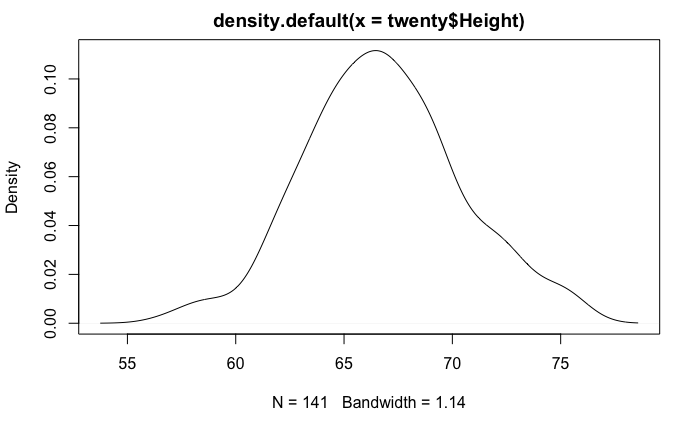 density.default(x = twenty$Height)
Density
0.10
0.08
0.06
0.04
0.02
0.00
55 60 65 70 75
N = 141 Bandwidth = 1.14